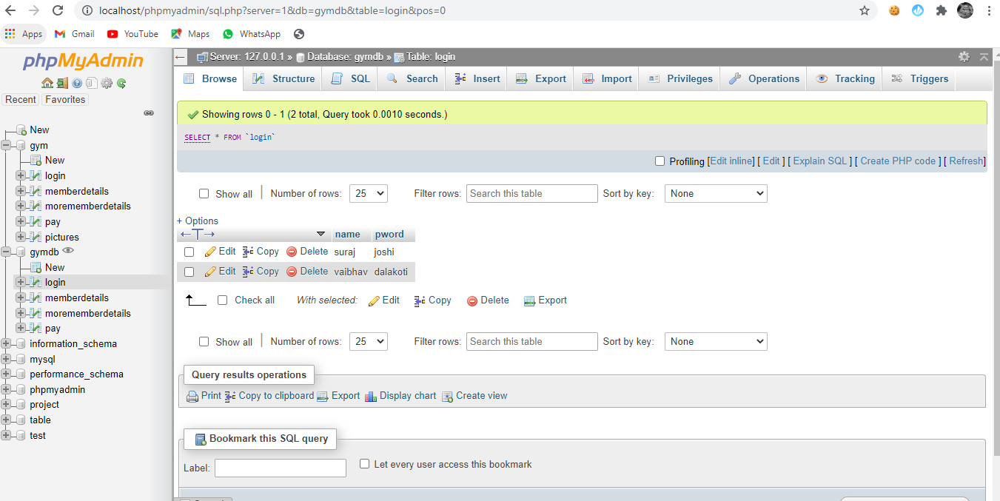 localhost/phpmyadmin/sql.php?server=1&db=gymdb&table=login&pos=0
Apps Gmail YouTube Maps WhatsApp
phpMyAdmin
Recent Favorites
New
gym
New
login
memberdetails
morememberdetails
pay
pictures
gymdb
New
login
memberdetails
morememberdetails
pay
information_schema
mysql
performance_schema
phpmyadmin
project
table
test
Server: 127.0.0.1 » Database: gymdb » Table: login
Browse Structure SQL Search Insert Export Import Privileges Operations Tracking Triggers
Showing rows 0 - 1 (2 total, Query took 0.0010 seconds.)
SELECT * FROM `login`
Profiling [Edit inline] [ Edit ] [ Explain SQL ] [ Create PHP code ] [ Refresh]
Show all Number of rows: 25 Filter rows: Search this table Sort by key: None
+ Options
←T→ name pword
Edit Copy Delete suraj joshi
Edit Copy Delete vaibhav dalakoti
Check all With selected: Edit Copy Delete Export
Show all Number of rows: 25 Filter rows: Search this table Sort by key: None
Query results operations
Print Copy to clipboard Export Display chart Create view
Bookmark this SQL query
Label: Let every user access this bookmark